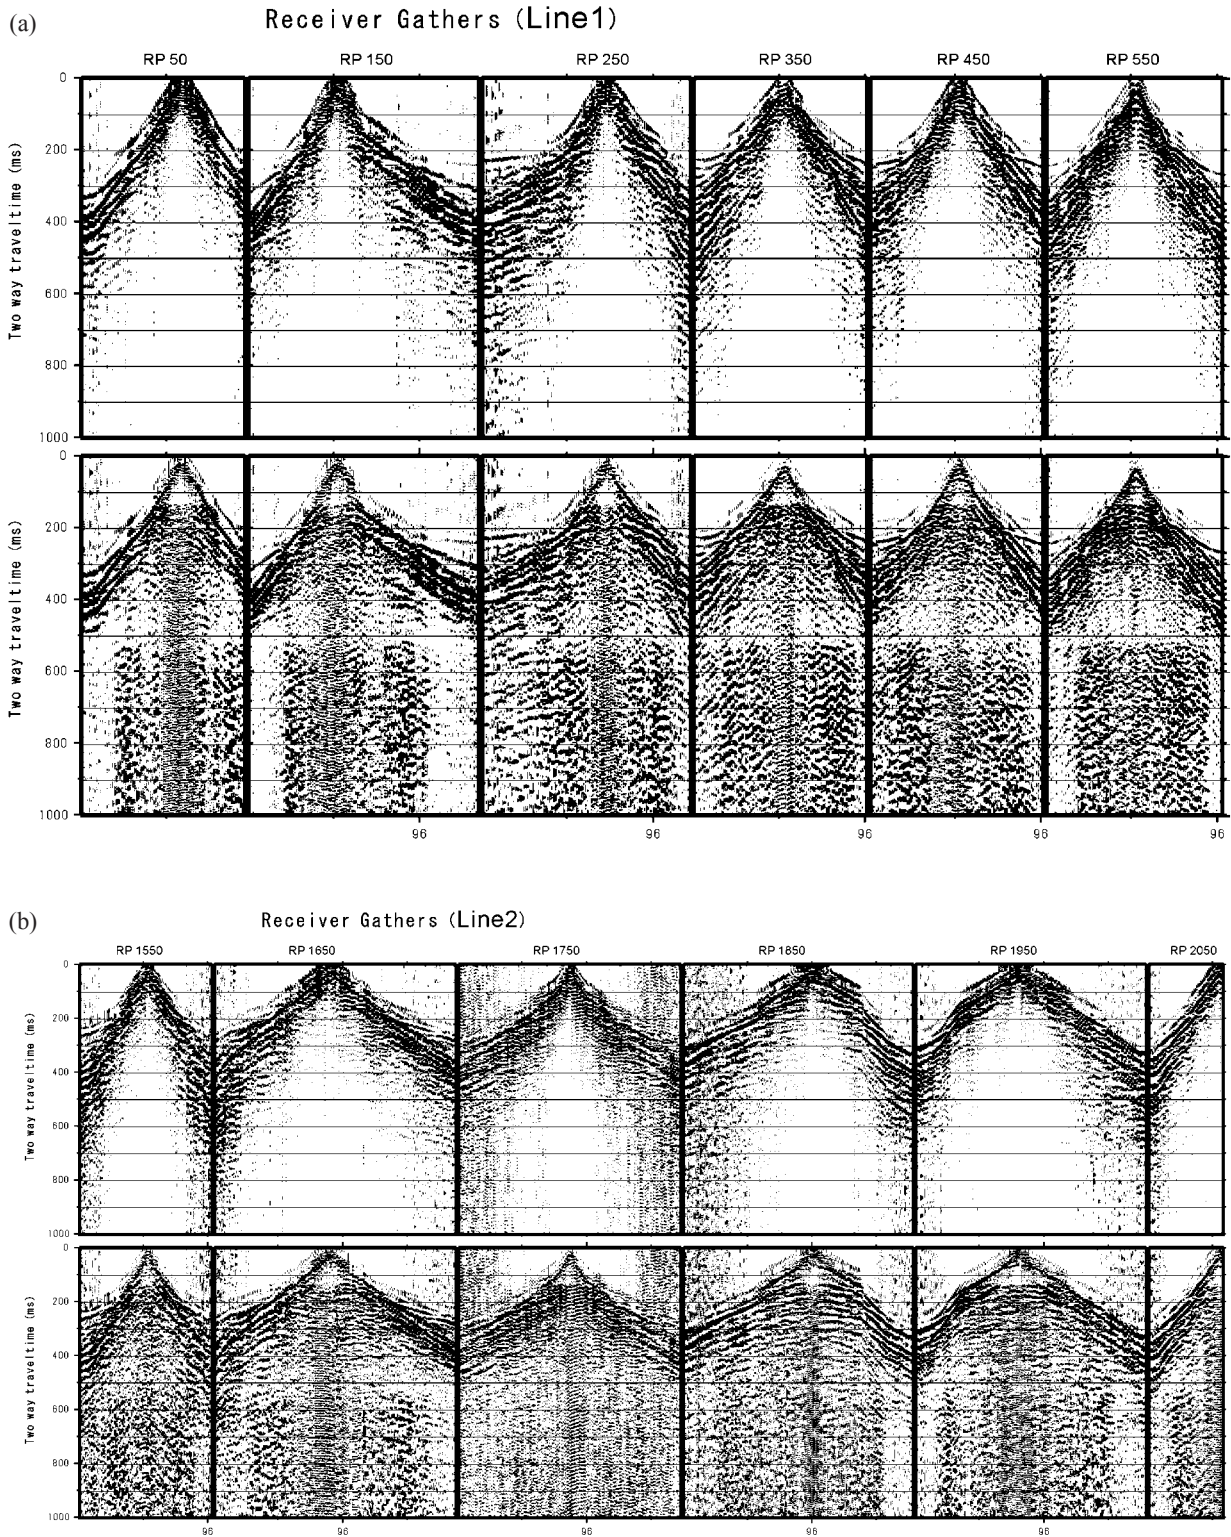 (a)
Receiver Gathers (Line1)
RP 50 RP 150 RP 250 RP 350 RP 450 RP 550
Two way traveltime (ms)
0
200
400
600
800
1000
Two way traveltime (ms)
0
200
400
600
800
1000
96 96 96 96 96
(b)
Receiver Gathers (Line2)
RP 1550 RP 1650 RP 1750 RP 1850 RP 1950 RP 2050
Two way traveltime (ms)
0
200
400
600
800
1000
Two way traveltime (ms)
0
200
400
600
800
1000
96 96 96 96 96